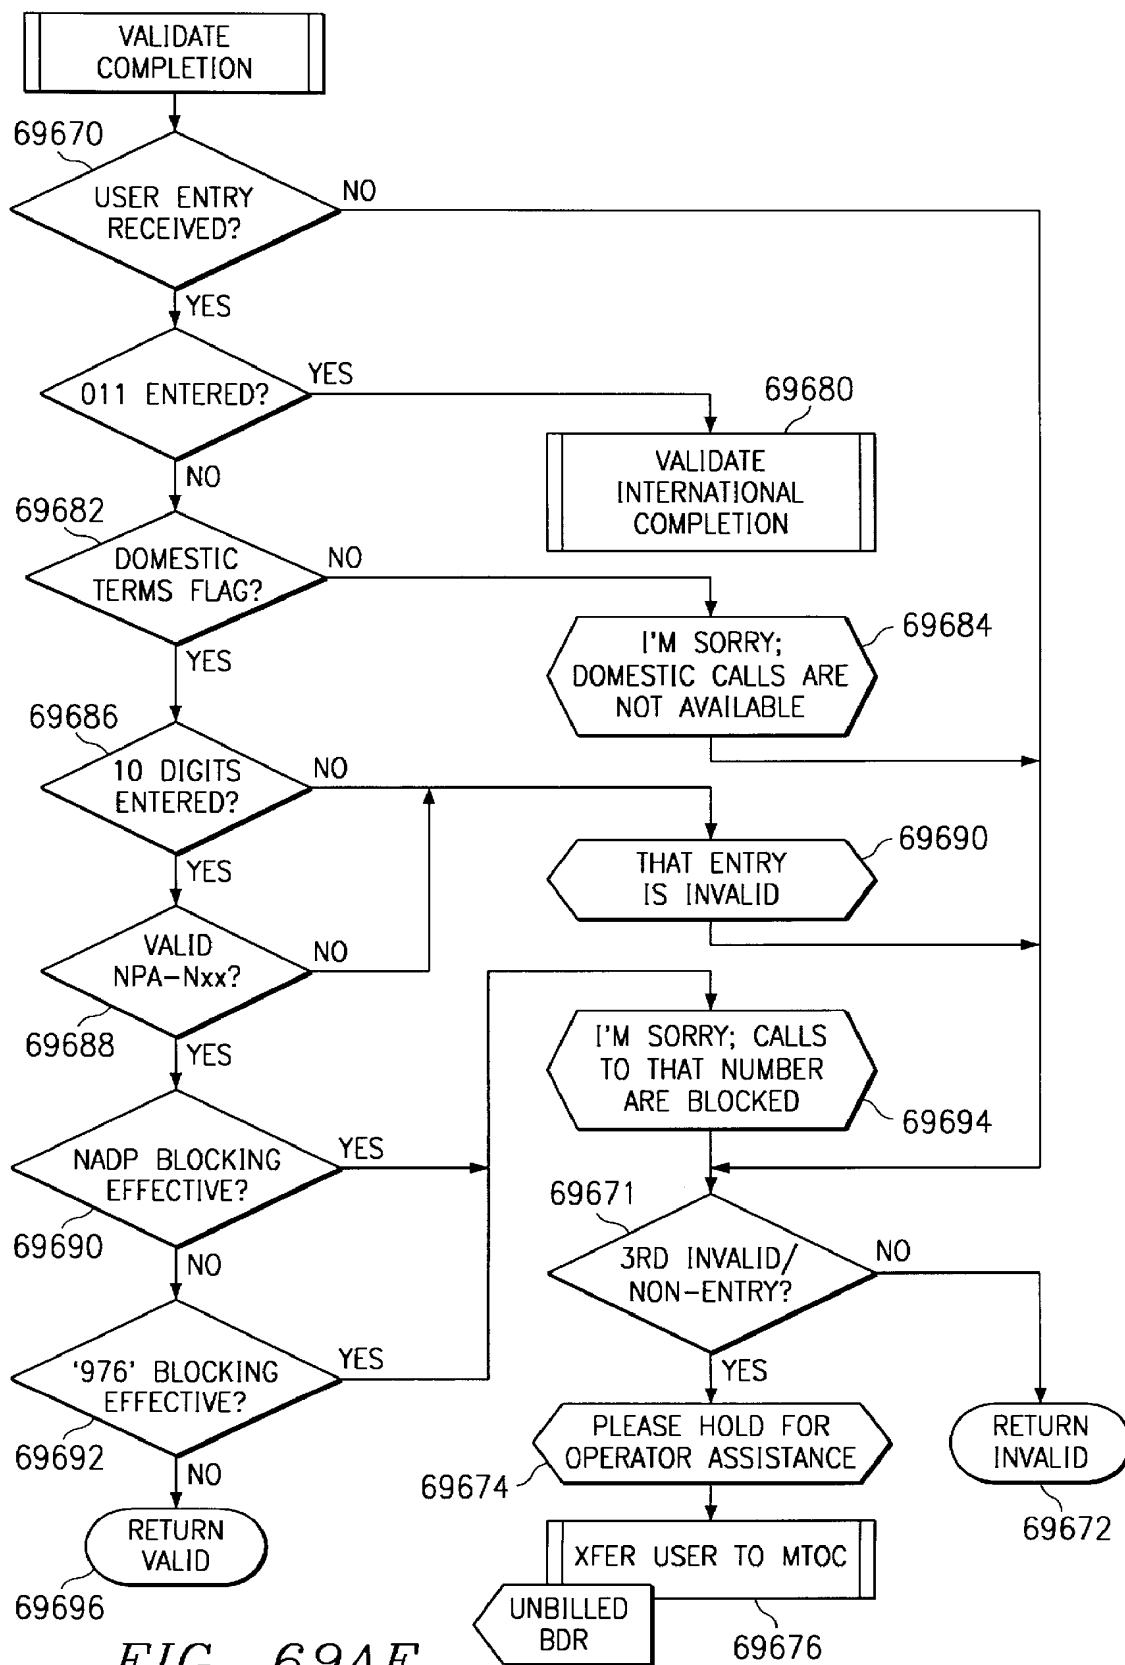 VALIDATE
COMPLETION
69670
USER ENTRY
RECEIVED?
NO
YES
011 ENTERED?
YES
NO
69680
VALIDATE
INTERNATIONAL
COMPLETION
69682
DOMESTIC
TERMS FLAG?
NO
YES
69684
I'M SORRY;
DOMESTIC CALLS ARE
NOT AVAILABLE
69686
10 DIGITS
ENTERED?
NO
YES
69690
THAT ENTRY
IS INVALID
VALID
NPA-Nxx?
NO
69688
YES
I'M SORRY; CALLS
TO THAT NUMBER
ARE BLOCKED
69694
NADP BLOCKING
EFFECTIVE?
YES
69690
NO
69671
3RD INVALID/
NON-ENTRY?
NO
YES
'976' BLOCKING
EFFECTIVE?
YES
69692
NO
PLEASE HOLD FOR
OPERATOR ASSISTANCE
69674
RETURN
INVALID
69672
RETURN
VALID
69696
XFER USER TO MTOC
UNBILLED
BDR
69676
FIG. 69AF